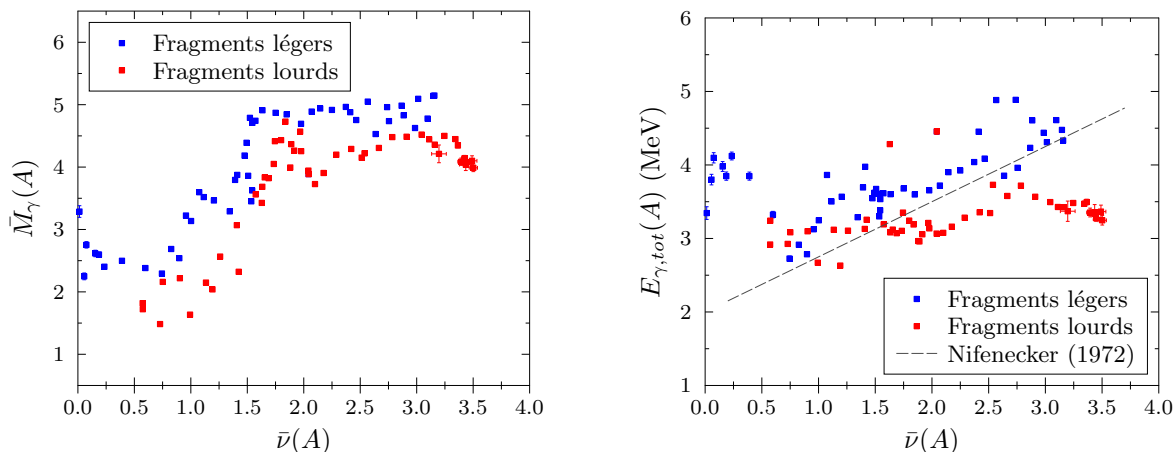 6
5
4
3
2
1
M̄γ(A)
Fragments légers
Fragments lourds
0.0 0.5 1.0 1.5 2.0 2.5 3.0 3.5 4.0
ν̄(A)
6
5
4
3
2
1
Eγ,tot(A) (MeV)
Fragments légers
Fragments lourds
Nifenecker (1972)
0.0 0.5 1.0 1.5 2.0 2.5 3.0 3.5 4.0
ν̄(A)